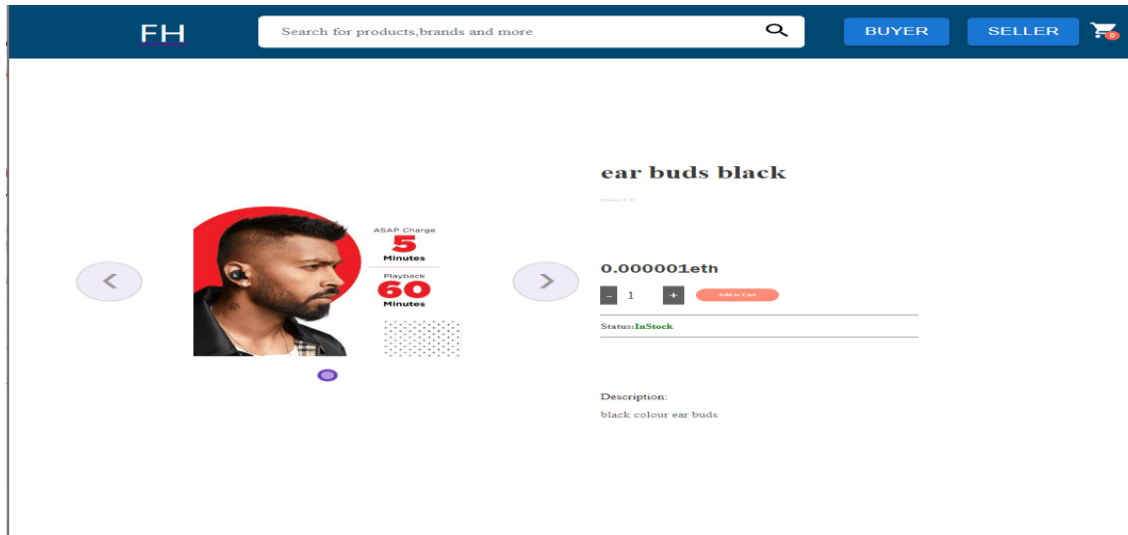 FH
Search for products,brands and more
BUYER
SELLER
0
ear buds black
ASAP Charge
5
Minutes
Playback
60
Minutes
0.000001eth
- 1 +
Add to Cart
Status:InStock
Description:
black colour ear buds